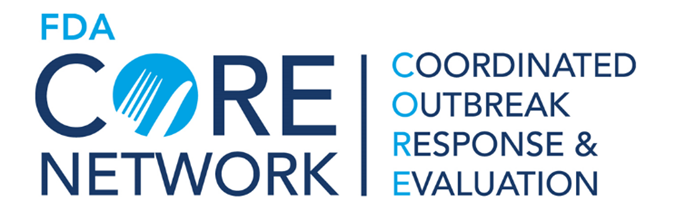 FDA
CORE
NETWORK
COORDINATED
OUTBREAK
RESPONSE &
EVALUATION